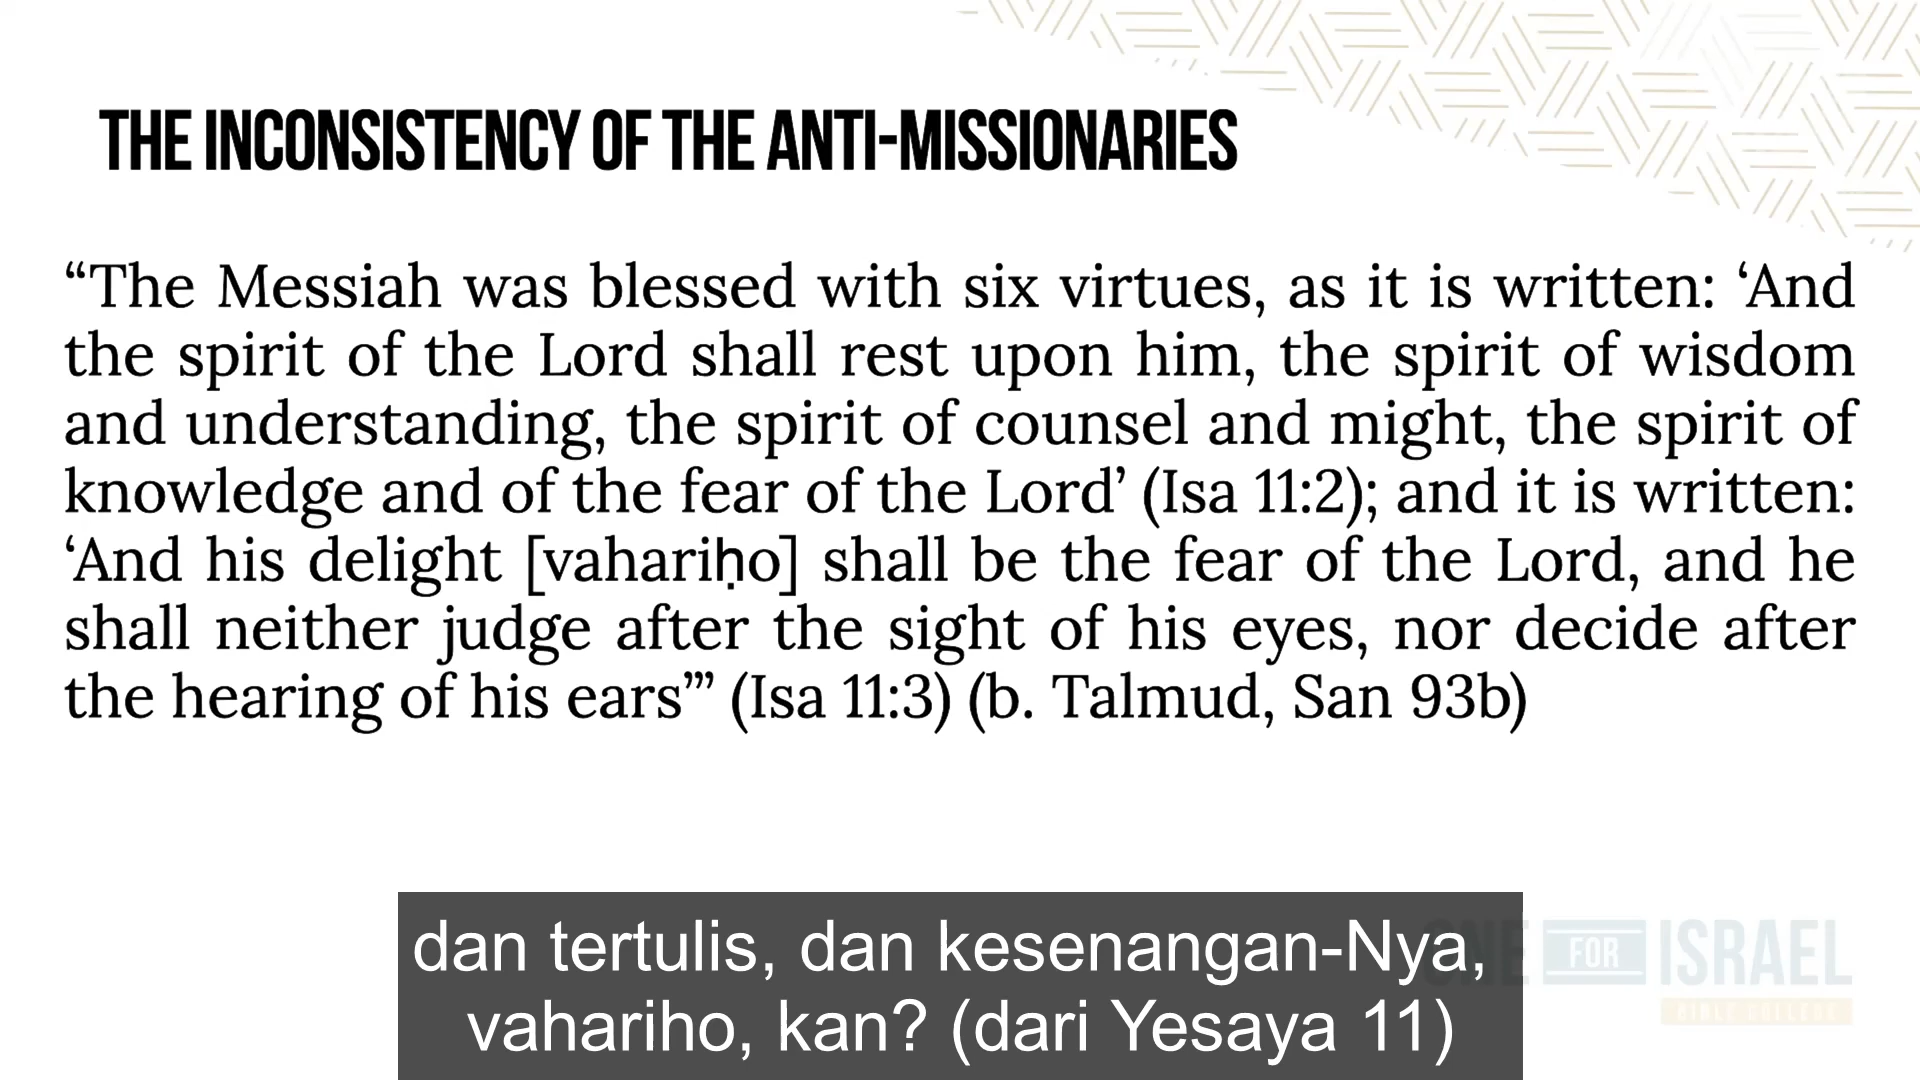 THE INCONSISTENCY OF THE ANTI-MISSIONARIES
“The Messiah was blessed with six virtues, as it is written: ‘And
the spirit of the Lord shall rest upon him, the spirit of wisdom
and understanding, the spirit of counsel and might, the spirit of
knowledge and of the fear of the Lord’ (Isa 11:2); and it is written:
‘And his delight [vahariḥo] shall be the fear of the Lord, and he
shall neither judge after the sight of his eyes, nor decide after
the hearing of his ears’” (Isa 11:3) (b. Talmud, San 93b)
dan tertulis, dan kesenangan-Nya,
vahariho, kan? (dari Yesaya 11)
ONE FOR ISRAEL
BIBLE COLLEGE